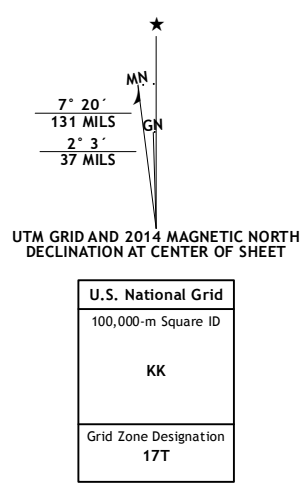 ★
MN
GN
7° 20´
131 MILS
2° 3´
37 MILS
UTM GRID AND 2014 MAGNETIC NORTH
DECLINATION AT CENTER OF SHEET
U.S. National Grid
100,000-m Square ID
KK
Grid Zone Designation
17T